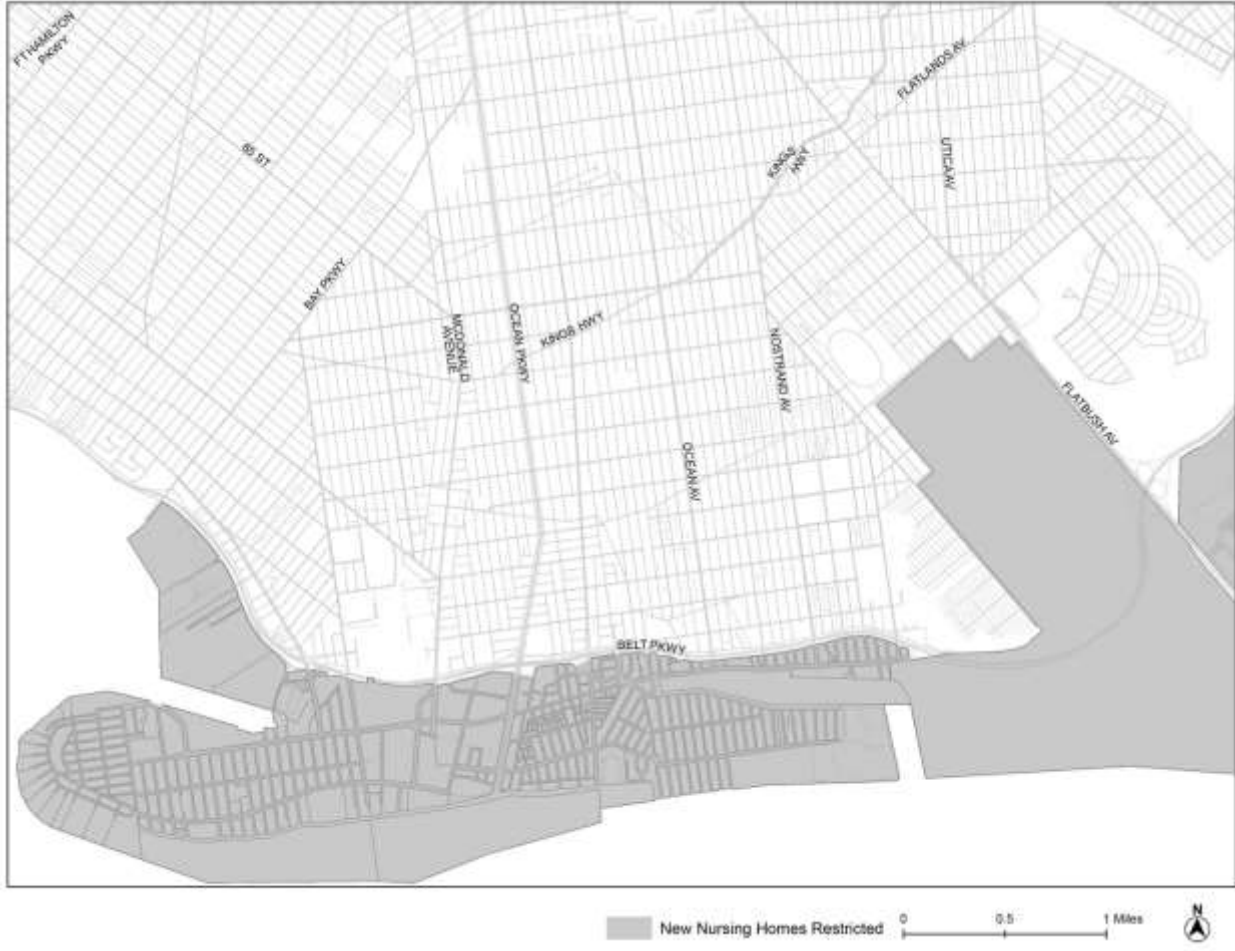 FT HAMILTON
PKWY
FLATLANDS AV
65 ST
KINGS
HWY
UTICA AV
BAY PKWY
MCDONALD
AVENUE
OCEAN PKWY
KINGS HWY
NOSTRAND AV
FLATBUSH AV
OCEAN AV
BELT PKWY
New Nursing Homes Restricted
0 0.5 1 Miles
N